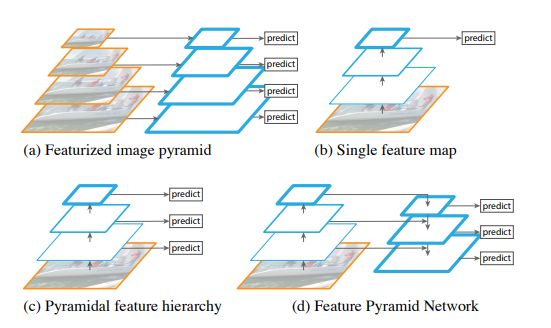 predict
predict
predict
predict
(a) Featurized image pyramid
predict
(b) Single feature map
predict
predict
predict
(c) Pyramidal feature hierarchy
predict
predict
predict
(d) Feature Pyramid Network